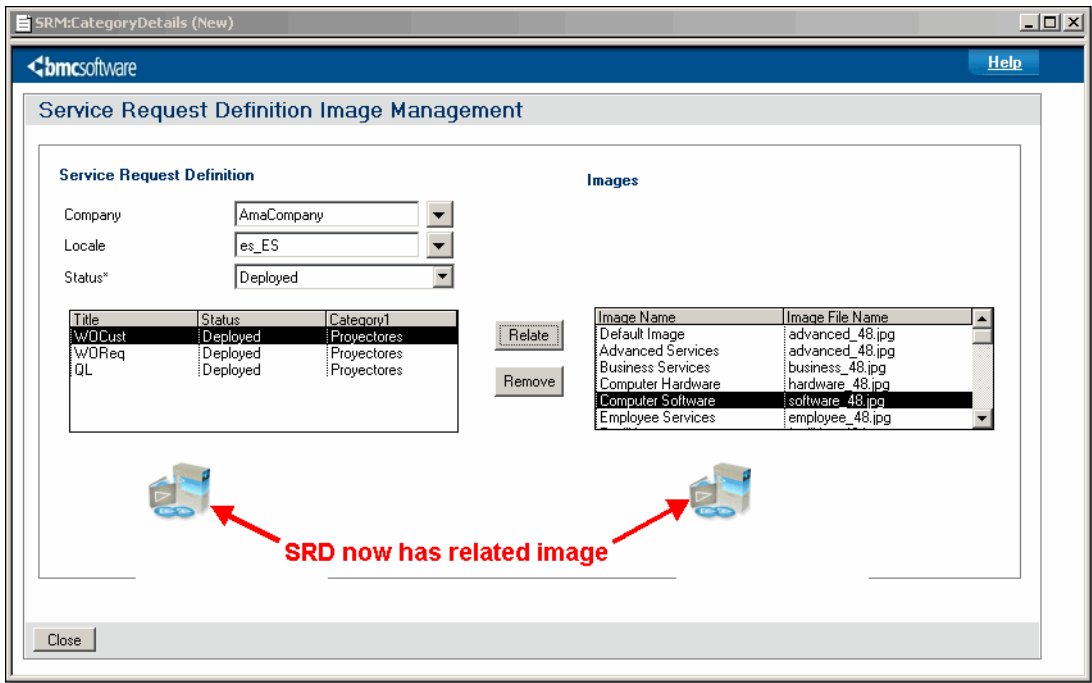 SRM:CategoryDetails (New)
bmcsoftware
Help
Service Request Definition Image Management
Service Request Definition
Images
Company
AmaCompany
Locale
es_ES
Status*
Deployed
Title Status Category1
WOCust Deployed Proyectores
WOReq Deployed Proyectores
QL Deployed Proyectores
Relate
Remove
Image Name Image File Name
Default Image advanced_48.jpg
Advanced Services advanced_48.jpg
Business Services business_48.jpg
Computer Hardware hardware_48.jpg
Computer Software software_48.jpg
Employee Services employee_48.jpg
SRD now has related image
Close